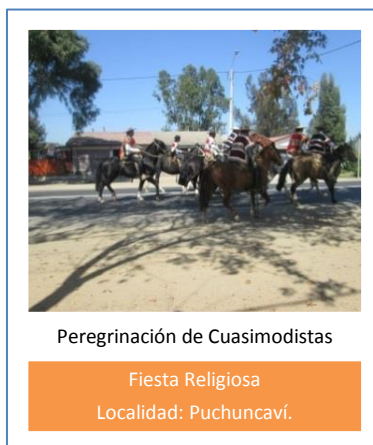 Peregrinación de Cuasimodistas
Fiesta Religiosa
Localidad: Puchuncaví.